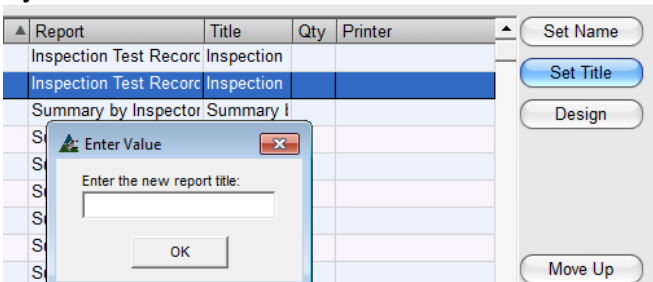 Report Title Qty Printer
Set Name
Inspection Test Record Inspection
Inspection Test Record Inspection
Set Title
Summary by Inspector Summary
Design
Enter Value
Enter the new report title:
OK
Move Up